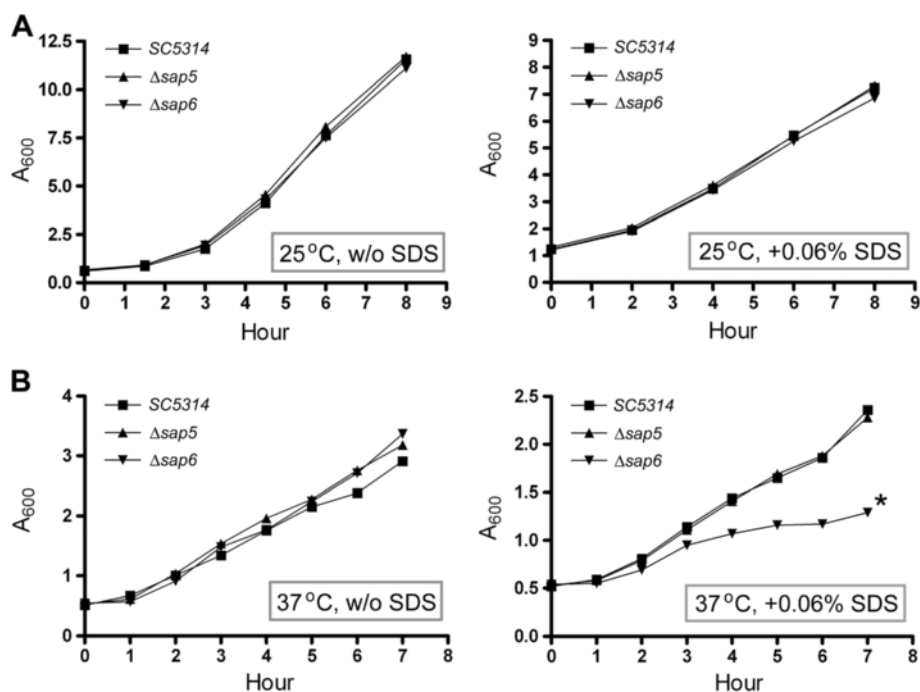 A
12.5
10.0
7.5
5.0
2.5
0.0
A600
SC5314
Δsap5
Δsap6
25°C, w/o SDS
0 1 2 3 4 5 6 7 8 9
Hour
9
8
7
6
5
4
3
2
1
0
A600
SC5314
Δsap5
Δsap6
25°C, +0.06% SDS
0 1 2 3 4 5 6 7 8 9
Hour
B
4
3
2
1
0
A600
SC5314
Δsap5
Δsap6
37°C, w/o SDS
0 1 2 3 4 5 6 7 8
Hour
2.5
2.0
1.5
1.0
0.5
0.0
A600
SC5314
Δsap5
Δsap6
*
37°C, +0.06% SDS
0 1 2 3 4 5 6 7 8
Hour